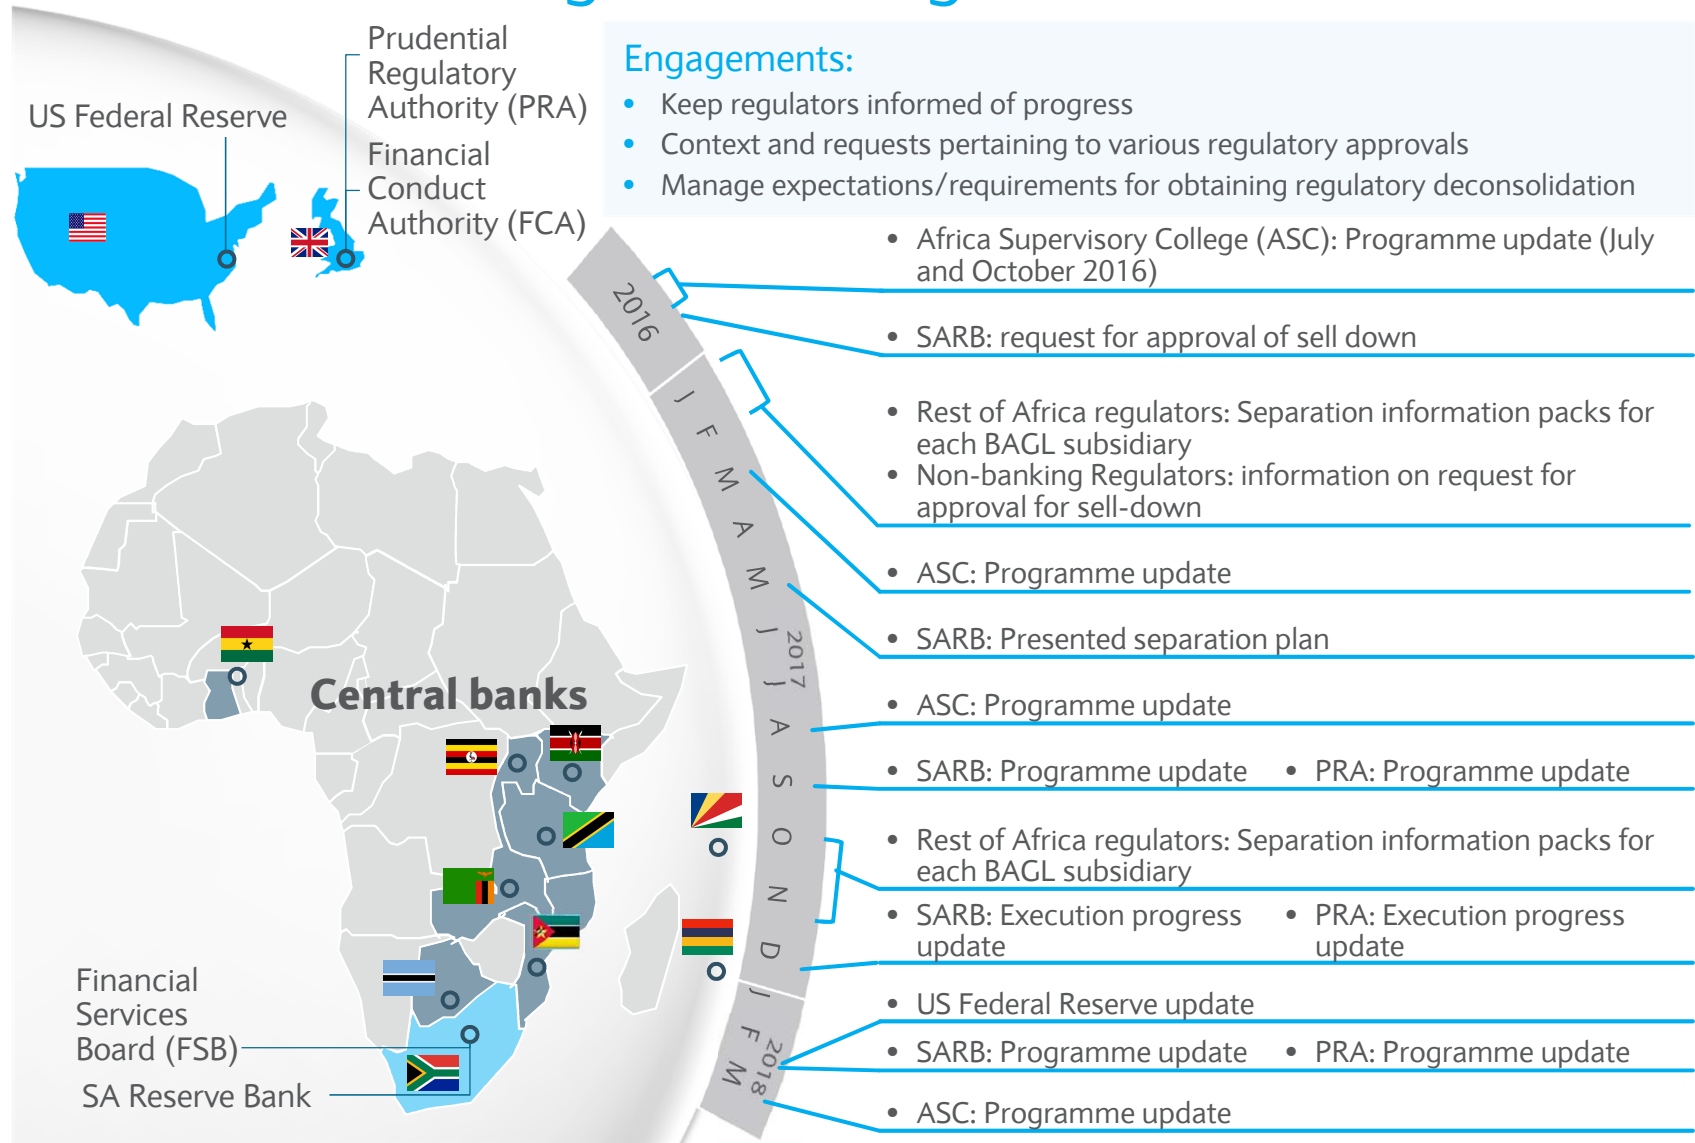 US Federal Reserve
Prudential
Regulatory
Authority (PRA)
Financial
Conduct
Authority (FCA)
Engagements:
• Keep regulators informed of progress
• Context and requests pertaining to various regulatory approvals
• Manage expectations/requirements for obtaining regulatory deconsolidation
2016
J
F
M
A
M
J
J
A
S
O
N
D
2017
J
F
M
2018
• Africa Supervisory College (ASC): Programme update (July
and October 2016)
• SARB: request for approval of sell down
• Rest of Africa regulators: Separation information packs for
each BAGL subsidiary
• Non-banking Regulators: information on request for
approval for sell-down
• ASC: Programme update
• SARB: Presented separation plan
• ASC: Programme update
• SARB: Programme update • PRA: Programme update
• Rest of Africa regulators: Separation information packs for
each BAGL subsidiary
• SARB: Execution progress
update
• PRA: Execution progress
update
• US Federal Reserve update
• SARB: Programme update • PRA: Programme update
• ASC: Programme update
Central banks
Financial
Services
Board (FSB)
SA Reserve Bank